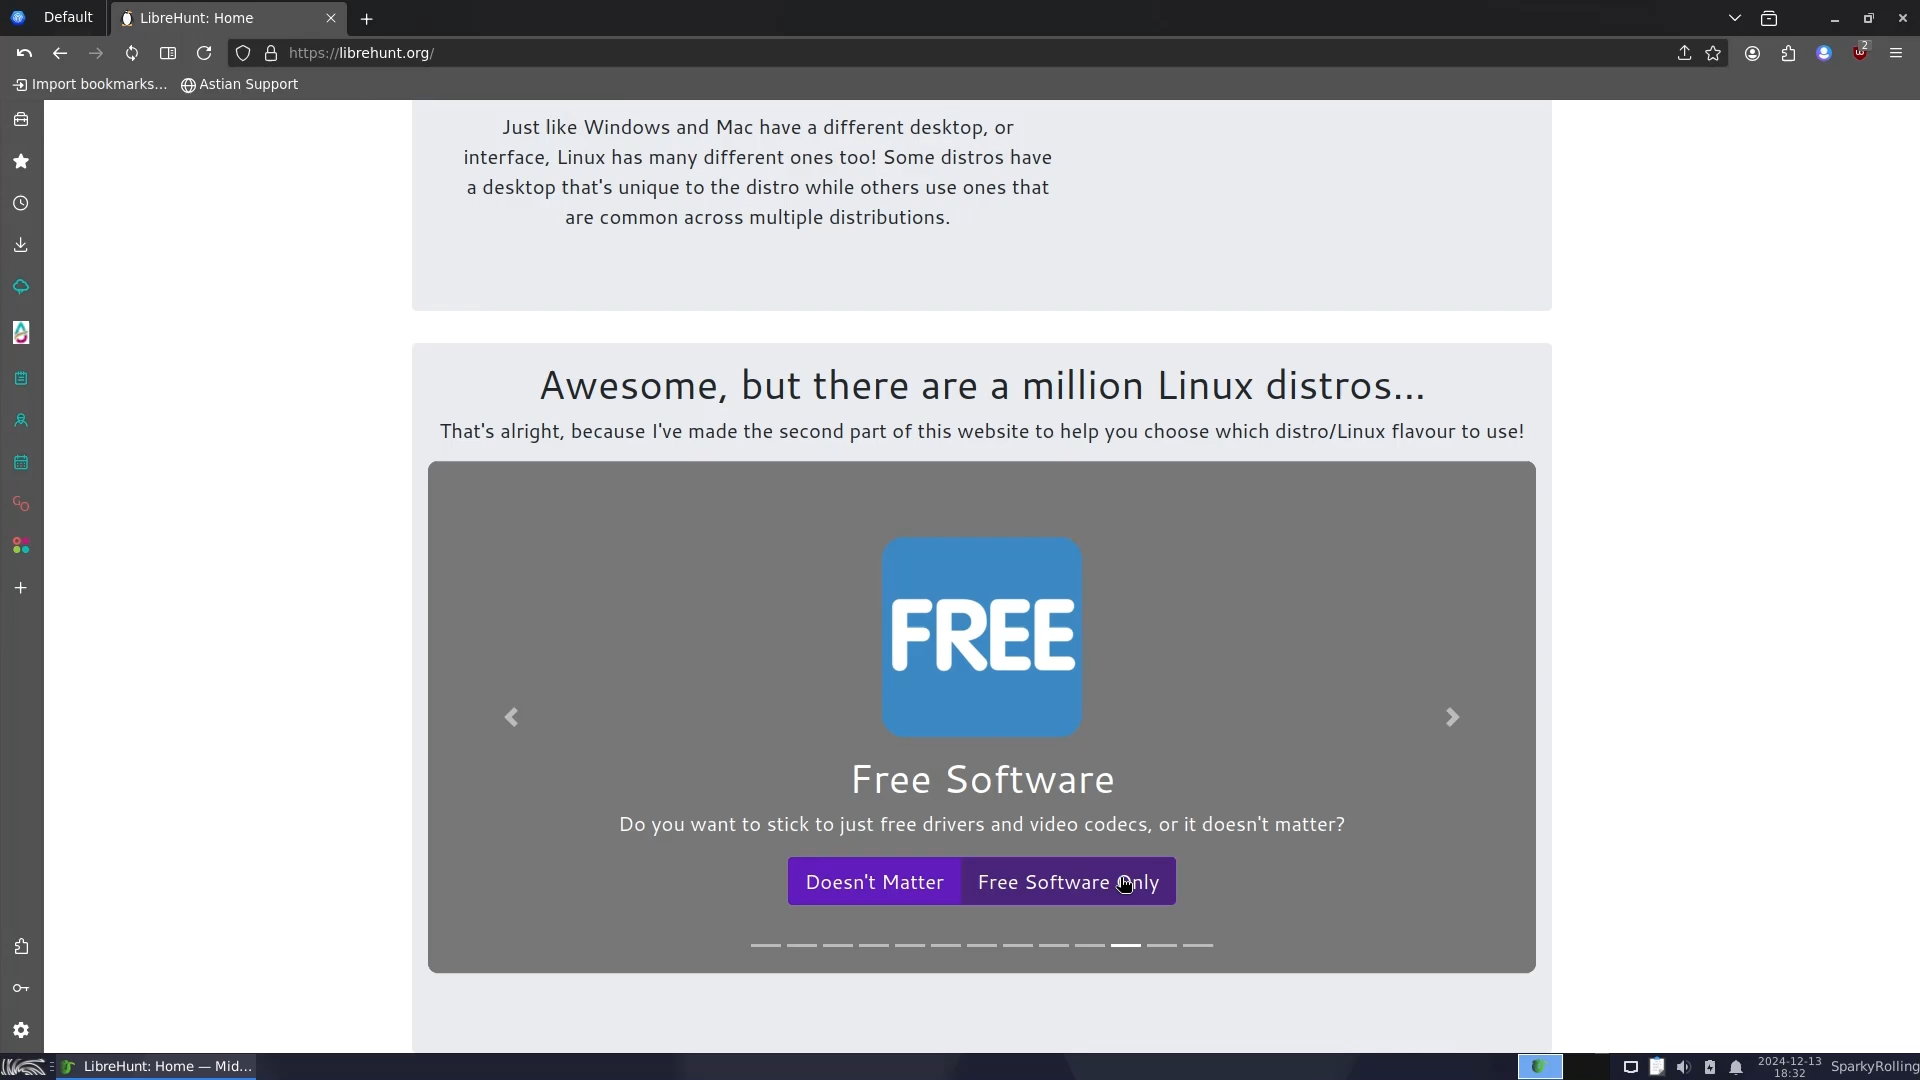 Default
LibreHunt: Home
https://librehunt.org/
2
Import bookmarks...
Astian Support
Just like Windows and Mac have a different desktop, or
interface, Linux has many different ones too! Some distros have
a desktop that's unique to the distro while others use ones that
are common across multiple distributions.
Awesome, but there are a million Linux distros...
That's alright, because I've made the second part of this website to help you choose which distro/Linux flavour to use!
FREE
Free Software
Do you want to stick to just free drivers and video codecs, or it doesn't matter?
Doesn't Matter
Free Software Only
LibreHunt: Home — Mid...
2024-12-13
18:32
SparkyRolling